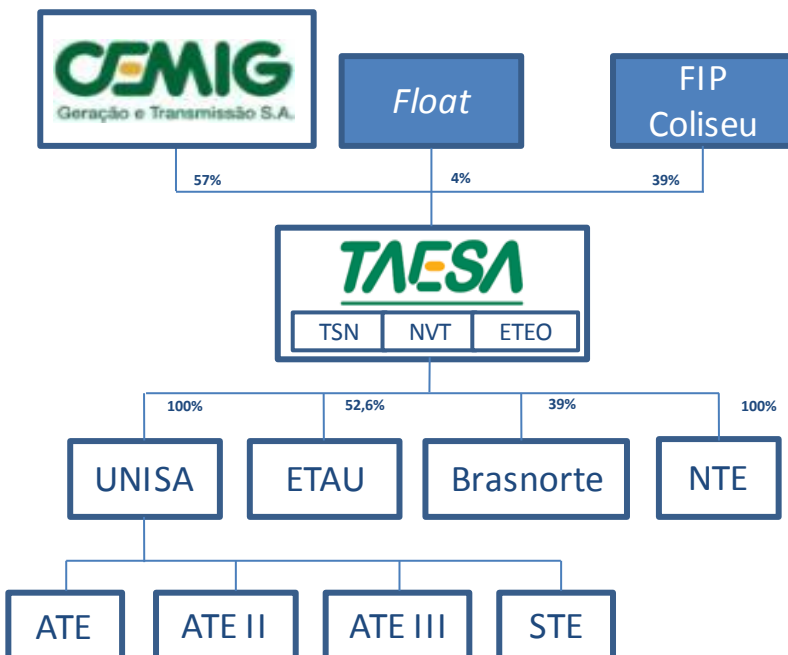 CEMIG
Geração e Transmissão S.A.
Float
FIP
Coliseu
57%
4%
39%
TAESA
TSN
NVT
ETEO
100%
52,6%
39%
100%
UNISA
ETAU
Brasnorte
NTE
ATE
ATE II
ATE III
STE